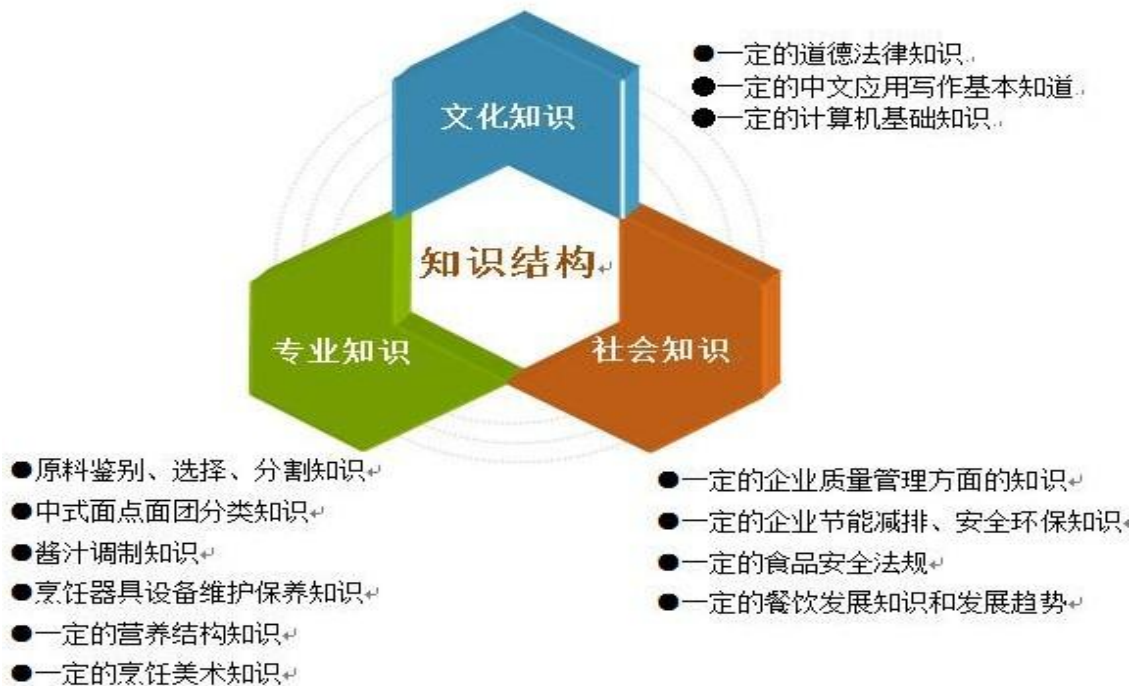 文化知识
●一定的道德法律知识
●一定的中文应用写作基本知道
●一定的计算机基础知识
知识结构
专业知识
社会知识
●原料鉴别、选择、分割知识
●中式面点面团分类知识
●酱汁调制知识
●烹饪器具设备维护保养知识
●一定的营养结构知识
●一定的烹饪美术知识
●一定的企业质量管理方面的知识
●一定的企业节能减排、安全环保知识
●一定的食品安全法规
●一定的餐饮发展知识和发展趋势